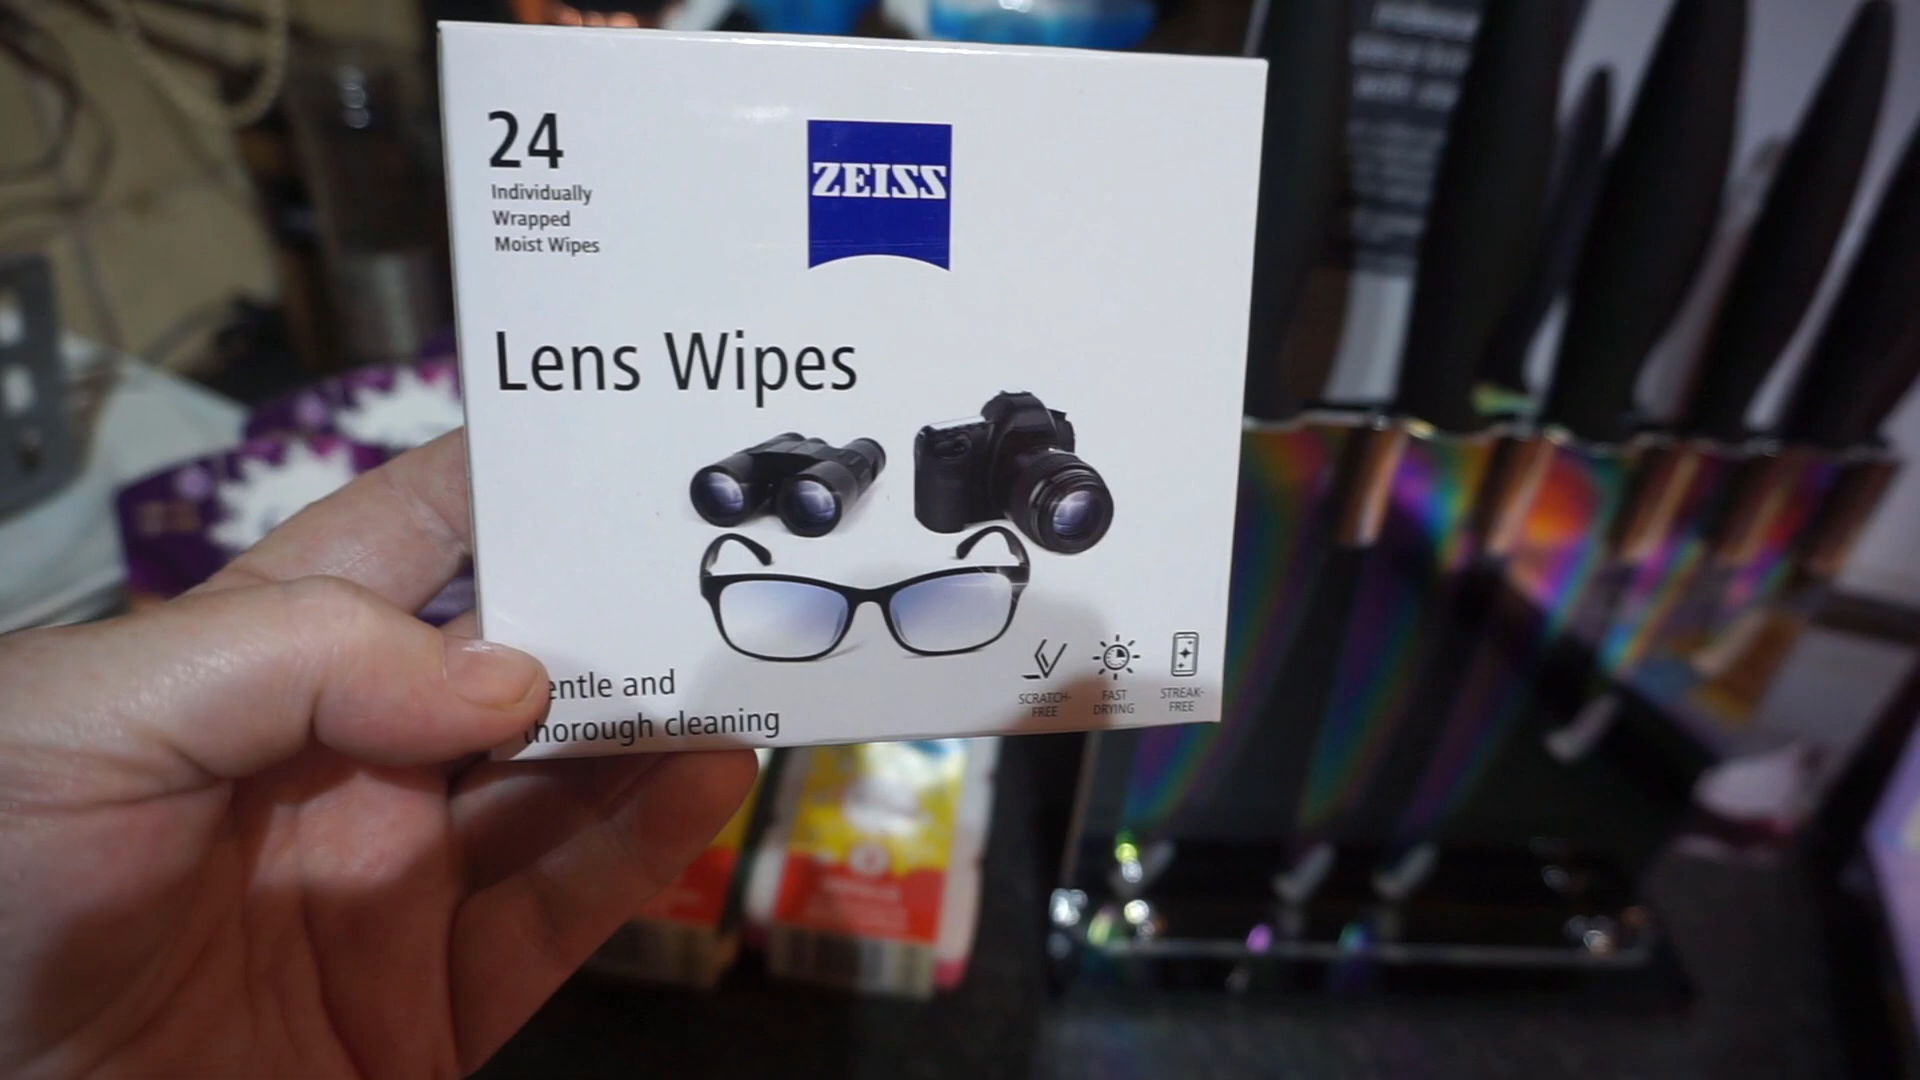 24
Individually
Wrapped
Moist Wipes
ZEISS
Lens Wipes
entle and
thorough cleaning
SCRATCH-
FREE
FAST
DRYING
STREAK-
FREE